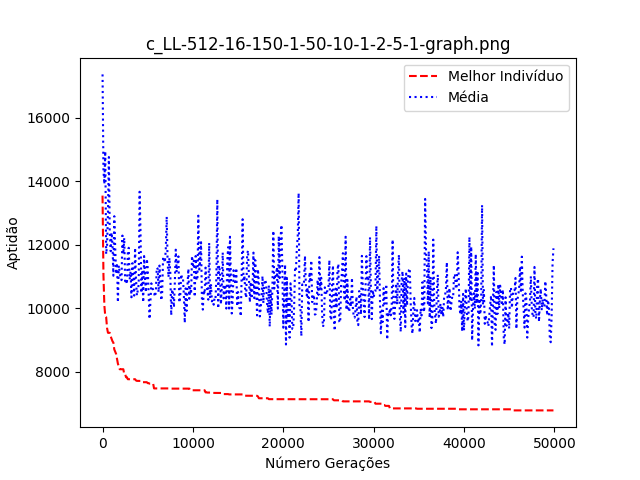 c_LL-512-16-150-1-50-10-1-2-5-1-graph.png
Melhor Indivíduo
Média
Aptidão
16000
14000
12000
10000
8000
0 10000 20000 30000 40000 50000
Número Gerações